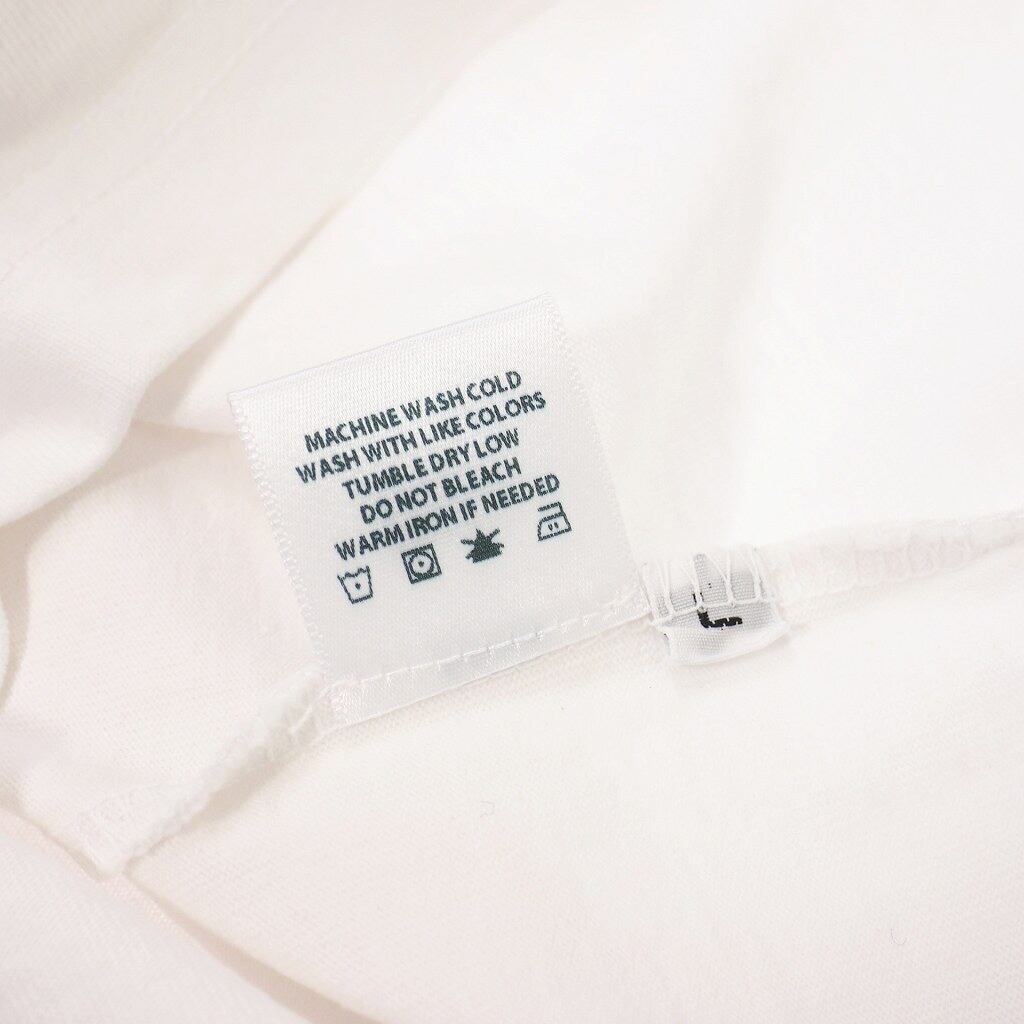 MACHINE WASH COLD
WASH WITH LIKE COLORS
TUMBLE DRY LOW
DO NOT BLEACH
WARM IRON IF NEEDED
L